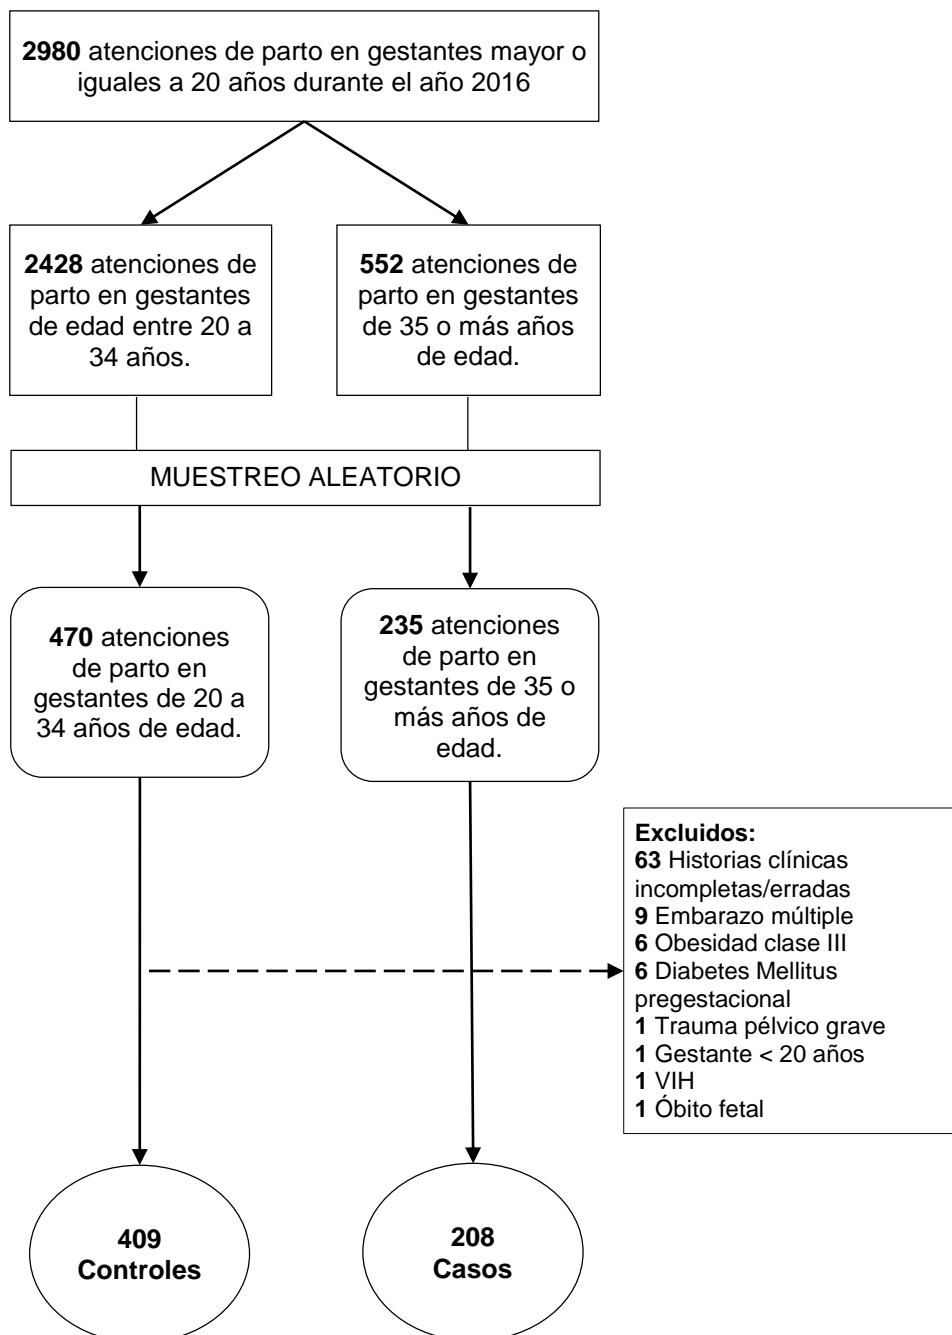 2980 atenciones de parto en gestantes mayor o
iguales a 20 años durante el año 2016
2428 atenciones de
parto en gestantes
de edad entre 20 a
34 años.
552 atenciones de
parto en gestantes
de 35 o más años
de edad.
MUESTREO ALEATORIO
470 atenciones
de parto en
gestantes de 20 a
34 años de edad.
235 atenciones
de parto en
gestantes de 35 o
más años de
edad.
Excluidos:
63 Historias clínicas
incompletas/erradas
9 Embarazo múltiple
6 Obesidad clase III
6 Diabetes Mellitus
pregestacional
1 Trauma pélvico grave
1 Gestante < 20 años
1 VIH
1 Óbito fetal
409
Controles
208
Casos